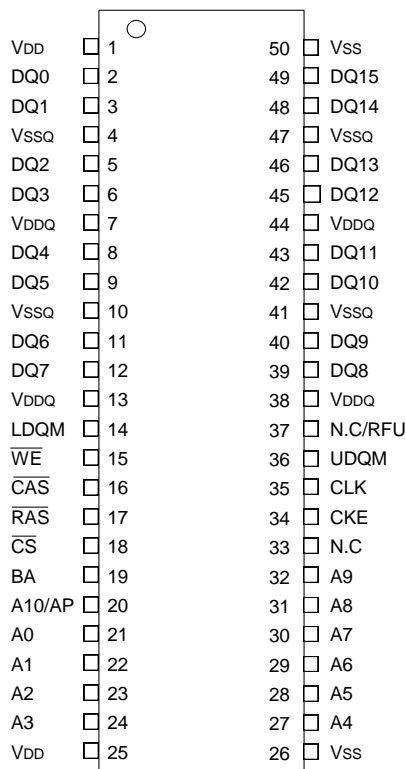 VDD 1 50 VSS
DQ0 2 49 DQ15
DQ1 3 48 DQ14
VSSQ 4 47 VSSQ
DQ2 5 46 DQ13
DQ3 6 45 DQ12
VDDQ 7 44 VDDQ
DQ4 8 43 DQ11
DQ5 9 42 DQ10
VSSQ 10 41 VSSQ
DQ6 11 40 DQ9
DQ7 12 39 DQ8
VDDQ 13 38 VDDQ
LDQM 14 37 N.C/RFU
W̅E̅ 15 36 UDQM
C̅A̅S̅ 16 35 CLK
R̅A̅S̅ 17 34 CKE
C̅S̅ 18 33 N.C
BA 19 32 A9
A10/AP 20 31 A8
A0 21 30 A7
A1 22 29 A6
A2 23 28 A5
A3 24 27 A4
VDD 25 26 VSS